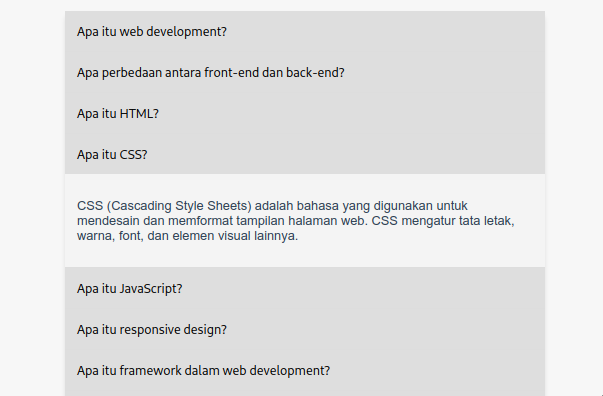 Apa itu web development?
Apa perbedaan antara front-end dan back-end?
Apa itu HTML?
Apa itu CSS?
CSS (Cascading Style Sheets) adalah bahasa yang digunakan untuk
mendesain dan memformat tampilan halaman web. CSS mengatur tata letak,
warna, font, dan elemen visual lainnya.
Apa itu JavaScript?
Apa itu responsive design?
Apa itu framework dalam web development?